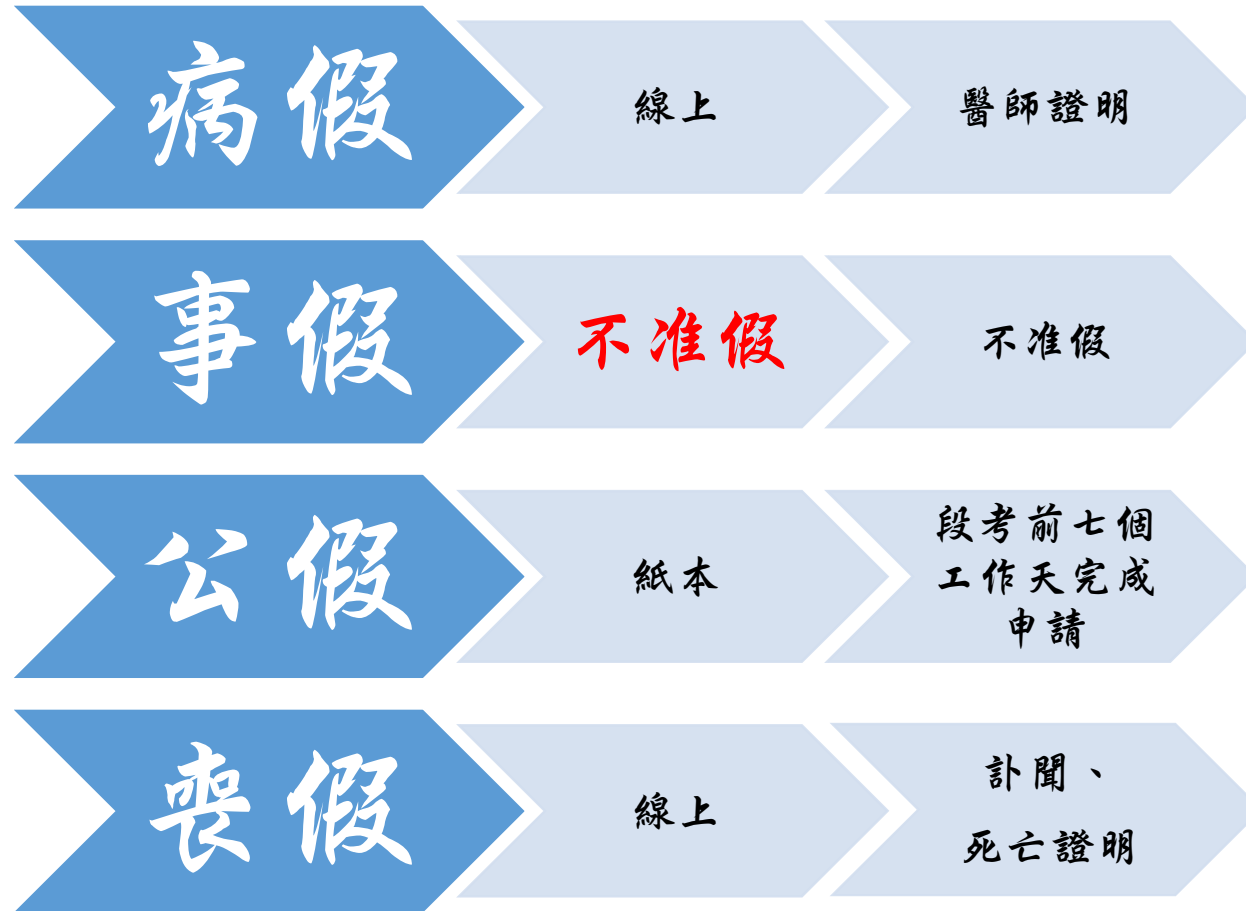 病假
線上
醫師證明
事假
不准假
不准假
公假
紙本
段考前七個
工作天完成
申請
喪假
線上
訃聞、
死亡證明